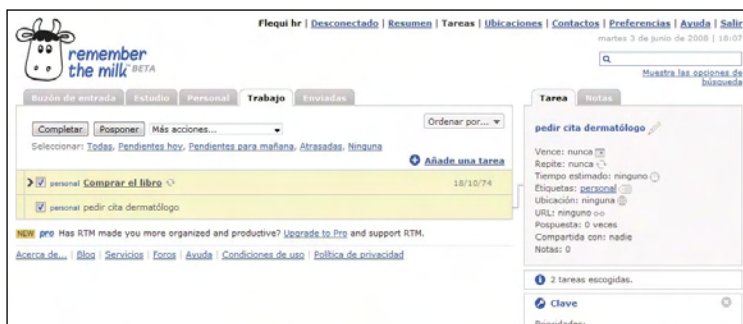 Flequi hr | Desconectado | Resumen | Tareas | Ubicaciones | Contactos | Preferencias | Ayuda | Salir
martes 3 de junio de 2008 | 18:07
remember
the milk™ BETA
Muestra las opciones de
búsqueda
Buzón de entrada Estudio Personal Trabajo Enviadas
Completar Posponer Más acciones...
Ordenar por...
Seleccionar: Todas, Pendientes hoy, Pendientes para mañana, Atrasadas, Ninguna
Añade una tarea
personal Comprar el libro 18/10/74
personal pedir cita dermatólogo
NEW pro Has RTM made you more organized and productive? Upgrade to Pro and support RTM.
Acerca de... | Blog | Servicios | Foros | Ayuda | Condiciones de uso | Política de privacidad
Tarea Notas
pedir cita dermatólogo
Vence: nunca
Repite: nunca
Tiempo estimado: ninguno
Etiquetas: personal
Ubicación: ninguna
URL: ninguno
Pospuesta: 0 veces
Compartida con: nadie
Notas: 0
2 tareas escogidas.
Clave
Prioridades: